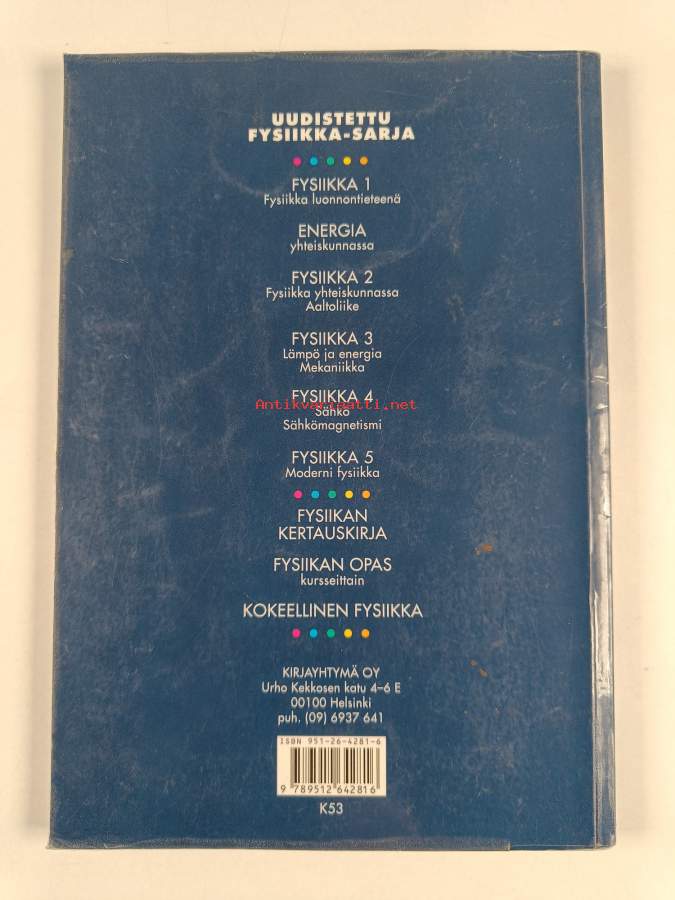 UUDISTETTU
FYSIIKKA-SARJA
FYSIIKKA 1
Fysiikka luonnontieteenä
ENERGIA
yhteiskunnassa
FYSIIKKA 2
Fysiikka yhteiskunnassa
Aaltoliike
FYSIIKKA 3
Lämpö ja energia
Mekaniikka
FYSIIKKA 4
Antikvariaatti.net
Sähkö
Sähkömagnetismi
FYSIIKKA 5
Moderni fysiikka
FYSIIKAN
KERTAUSKIRJA
FYSIIKAN OPAS
kursseittain
KOKEELLINEN FYSIIKKA
KIRJAYHTYMÄ OY
Urho Kekkosen katu 4–6 E
00100 Helsinki
puh. (09) 6937 641
ISBN 951-26-4281-6
9 789512 642816
K53